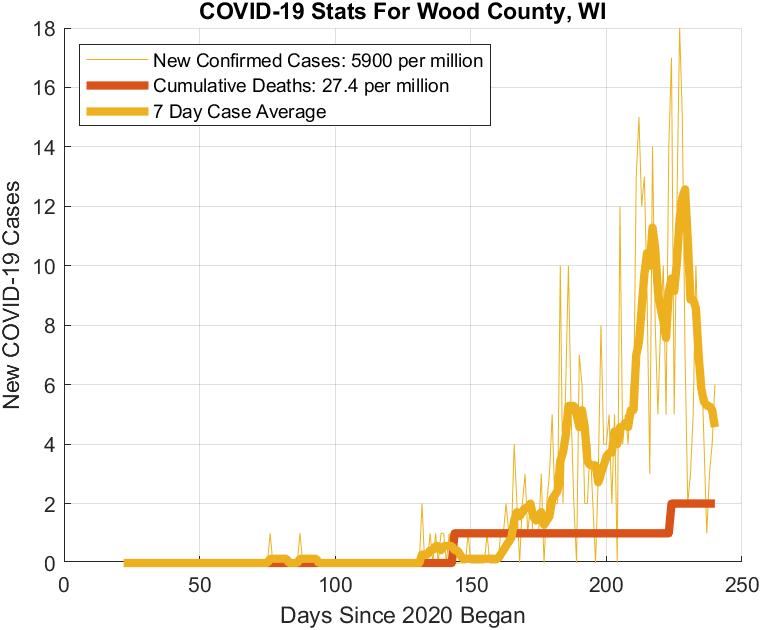 COVID-19 Stats For Wood County, WI
New Confirmed Cases: 5900 per million
Cumulative Deaths: 27.4 per million
7 Day Case Average
New COVID-19 Cases
18
16
14
12
10
8
6
4
2
0
0 50 100 150 200 250
Days Since 2020 Began